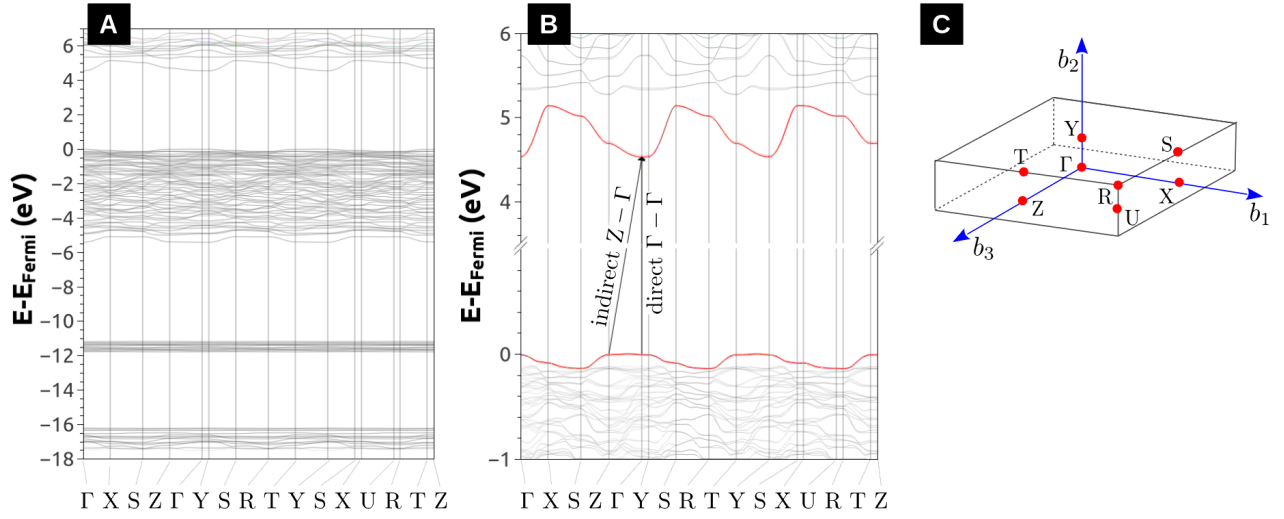 A
E-E_Fermi (eV)
6
4
2
0
−2
−4
−6
−8
−10
−12
−14
−16
−18
Γ X S Z Γ Y S R T Y S X U R T Z
B
E-E_Fermi (eV)
6
5
4
0
−1
indirect Z − Γ
direct Γ − Γ
Γ X S Z Γ Y S R T Y S X U R T Z
C
b₂
Y
S
T
Γ
R
X
Z
U
b₁
b₃